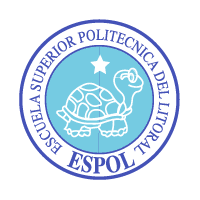 ESCUELA SUPERIOR POLITECNICA DEL LITORAL
ESPOL